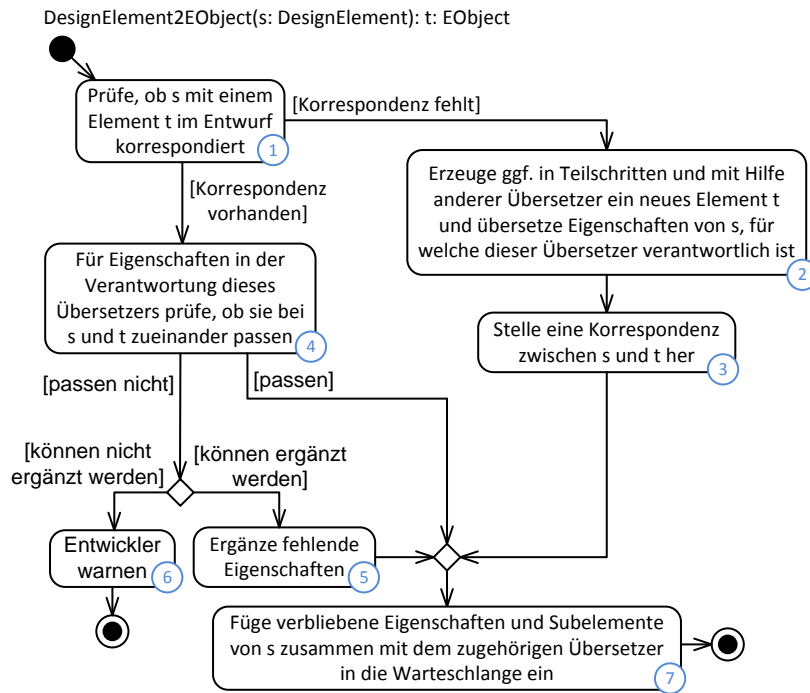 DesignElement2EObject(s: DesignElement): t: EObject
Prüfe, ob s mit einem
Element t im Entwurf
korrespondiert
1
[Korrespondenz fehlt]
Erzeuge ggf. in Teilschritten und mit Hilfe
anderer Übersetzer ein neues Element t
und übersetze Eigenschaften von s, für
welche dieser Übersetzer verantwortlich ist
2
[Korrespondenz
vorhanden]
Für Eigenschaften in der
Verantwortung dieses
Übersetzers prüfe, ob sie bei
s und t zueinander passen
4
Stelle eine Korrespondenz
zwischen s und t her
3
[passen nicht]
[passen]
[können nicht
ergänzt werden]
[können ergänzt
werden]
Entwickler
warnen
6
Ergänze fehlende
Eigenschaften
5
Füge verbliebene Eigenschaften und Subelemente
von s zusammen mit dem zugehörigen Übersetzer
in die Warteschlange ein
7